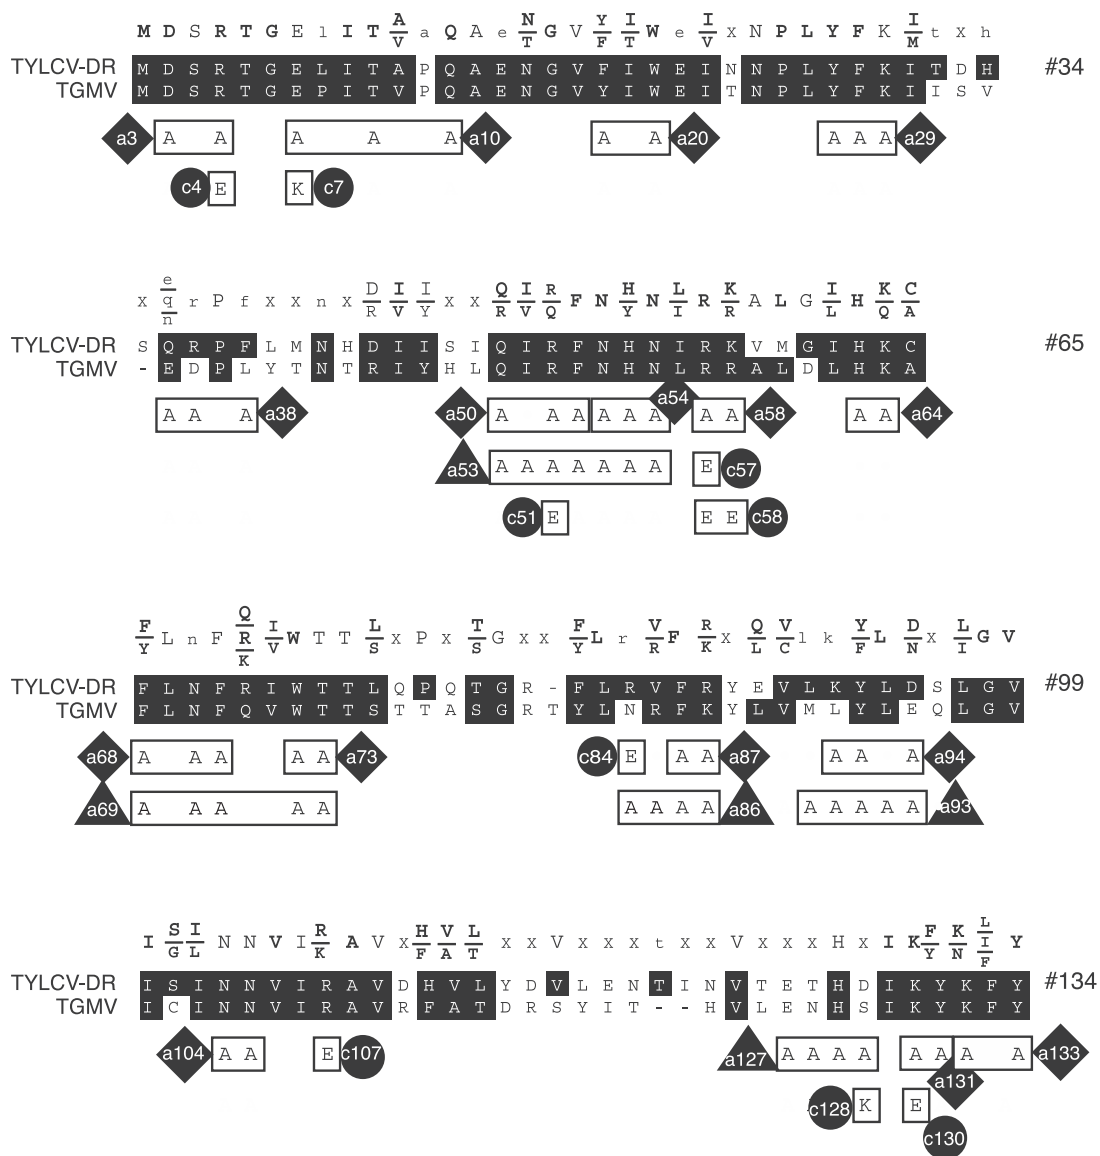 M D S R T G E l I T A/V a Q A e N/T G V Y/F I/T W e I/V x N P L Y F K I/M t x h
TYLCV-DR M D S R T G E L I T A P Q A E N G V F I W E I N N P L Y F K I T D H #34
TGMV M D S R T G E P I T V P Q A E N G V Y I W E I T N P L Y F K I I S V
a3 A A A A A a10 A A a20 A A A a29
c4 E K c7
x e/q/n r P f x x n x D/R I/V I/Y x x Q/R I/V R/Q F N H/Y N L/I R K/R A L G I/L H K/Q C/A
TYLCV-DR S Q R P F L M N H D I I S I Q I R F N H N I R K V M G I H K C #65
TGMV - E D P L Y T N T R I Y H L Q I R F N H N L R R A L D L H K A
A A A a38 a50 A A A A A A a54 A A a58 A A a64
a53 A A A A A A A E c57
c51 E E E c58
F/Y L n F Q/R/K I/V W T T L/S x P x T/S G x x F/Y L r V/R F R/K x Q/L V/C l k Y/F L D/N x L/I G V
TYLCV-DR F L N F R I W T T L Q P Q T G R - F L R V F R Y E V L K Y L D S L G V #99
TGMV F L N F Q V W T T S T T A S G R T Y L N R F K Y L V M L Y L E Q L G V
a68 A A A A A a73 c84 E A A a87 A A A a94
a69 A A A A A A A A A a86 A A A A A a93
I S/G I/L N N V I R/K A V x H/F V/A L/T x x V x x x t x x V x x x H x I K F/Y K/N L/I/F Y
TYLCV-DR I S I N N V I R A V D H V L Y D V L E N T I N V T E T H D I K Y K F Y #134
TGMV I C I N N V I R A V R F A T D R S Y I T - - H V L E N H S I K Y K F Y
a104 A A E c107 a127 A A A A A A A A a133
c128 K E a131
c130